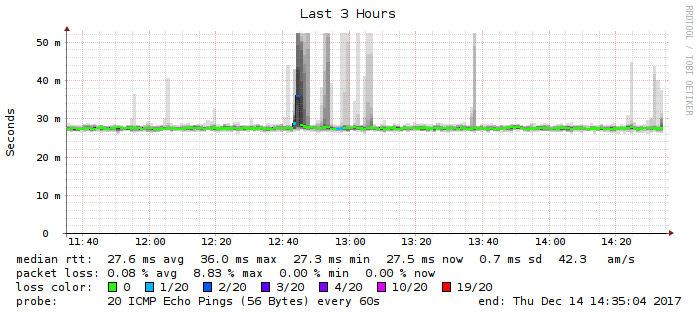 Last 3 Hours
RRDTOOL / TOBI OETIKER
Seconds
50 m
40 m
30 m
20 m
10 m
0
11:40 12:00 12:20 12:40 13:00 13:20 13:40 14:00 14:20
median rtt: 27.6 ms avg 36.0 ms max 27.3 ms min 27.5 ms now 0.7 ms sd 42.3 am/s
packet loss: 0.08 % avg 8.83 % max 0.00 % min 0.00 % now
loss color: 0 1/20 2/20 3/20 4/20 10/20 19/20
probe: 20 ICMP Echo Pings (56 Bytes) every 60s end: Thu Dec 14 14:35:04 2017